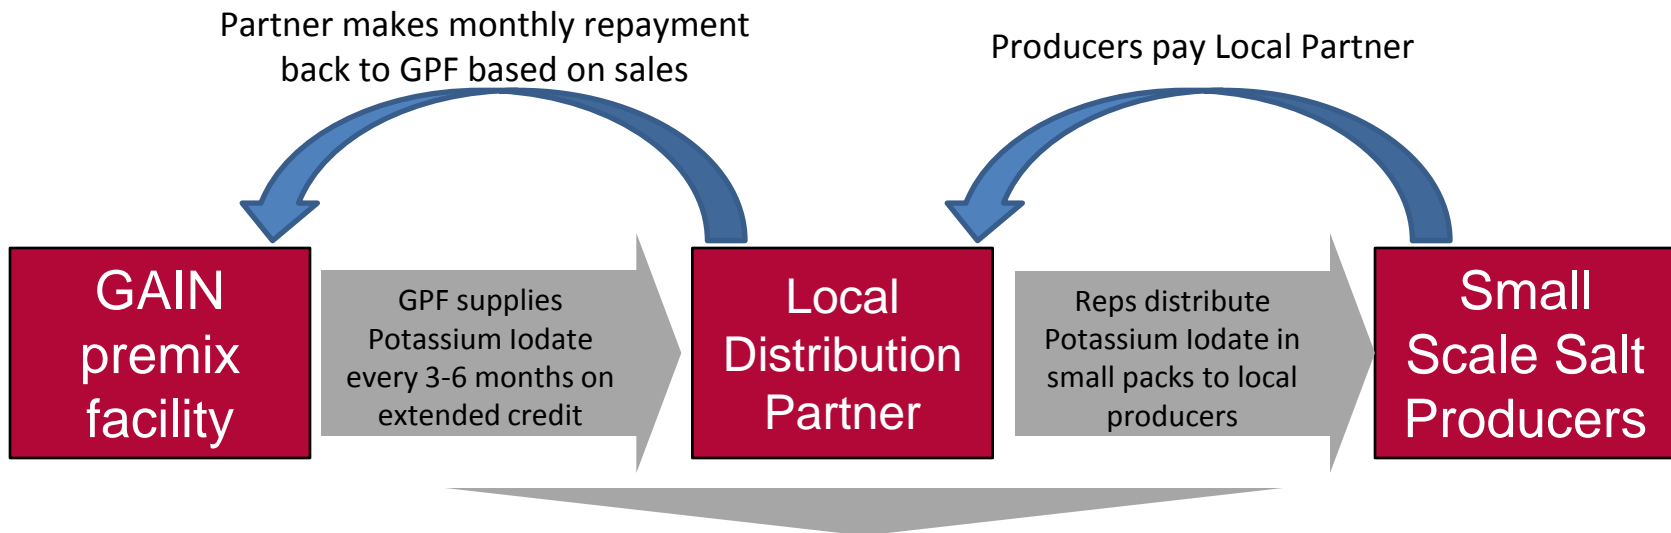 Partner makes monthly repayment
back to GPF based on sales
Producers pay Local Partner
GAIN
premix
facility
GPF supplies
Potassium Iodate
every 3-6 months on
extended credit
Local
Distribution
Partner
Reps distribute
Potassium Iodate in
small packs to local
producers
Small
Scale Salt
Producers